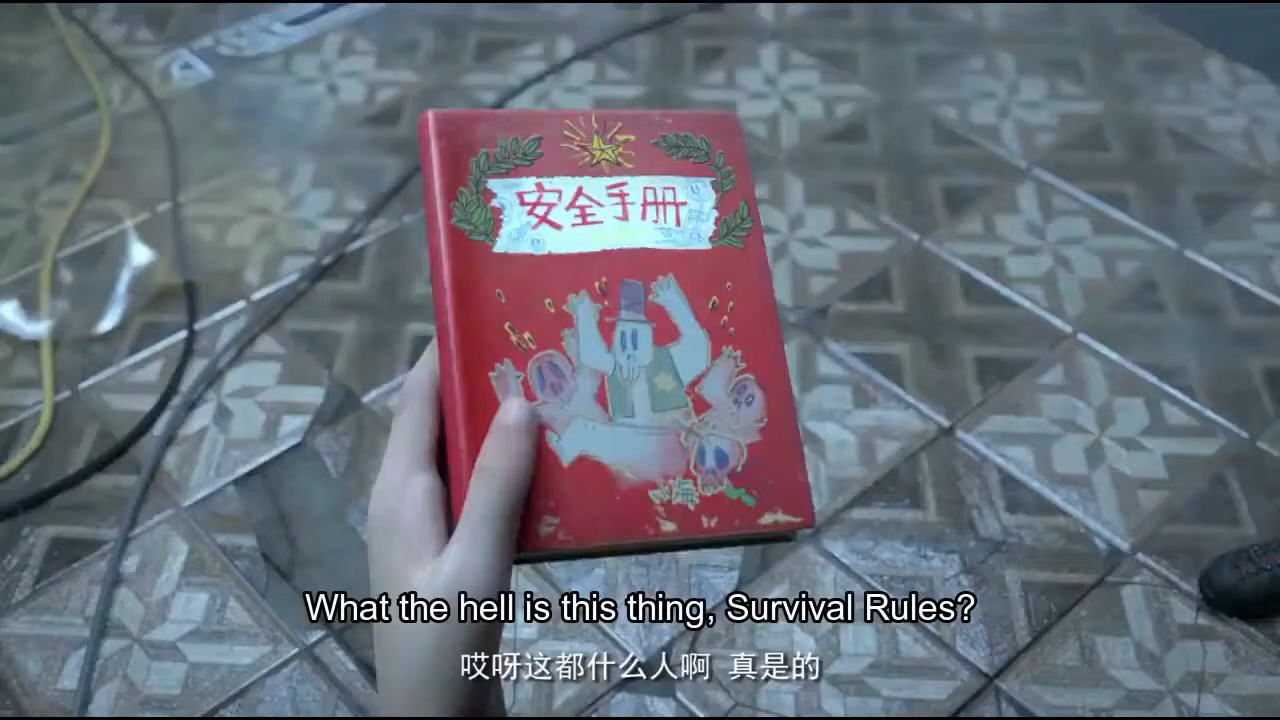 安全手册
What the hell is this thing, Survival Rules?
哎呀这都什么人啊 真是的